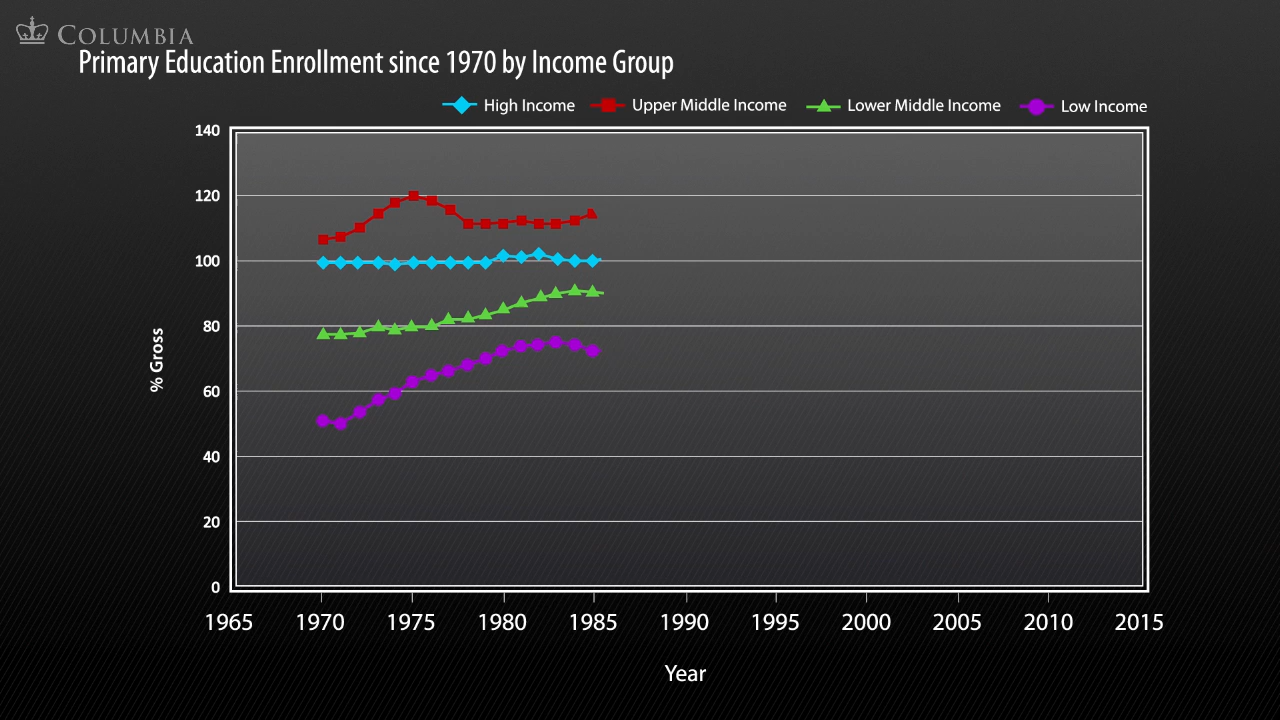 COLUMBIA
Primary Education Enrollment since 1970 by Income Group
High Income Upper Middle Income Lower Middle Income Low Income
140
120
100
80
60
40
20
0
% Gross
1965 1970 1975 1980 1985 1990 1995 2000 2005 2010 2015
Year